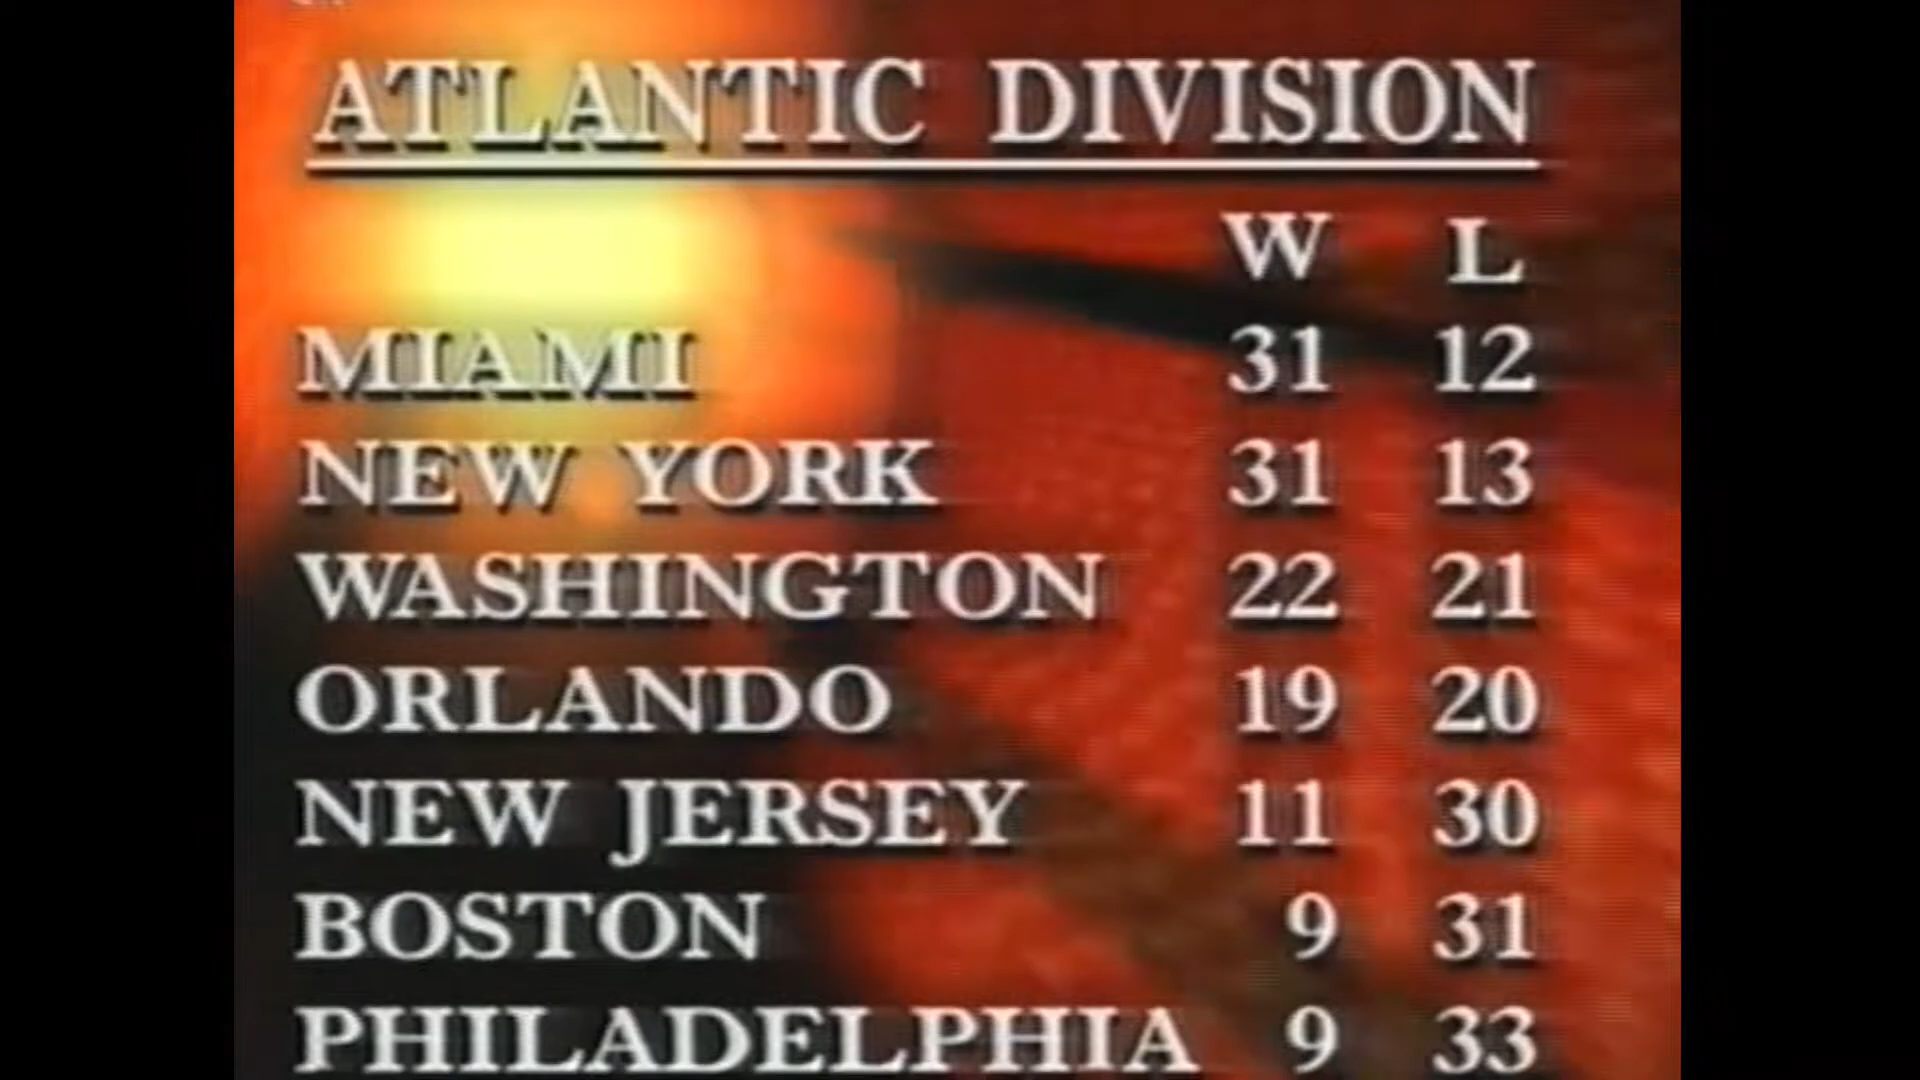 ATLANTIC DIVISION
W L
MIAMI 31 12
NEW YORK 31 13
WASHINGTON 22 21
ORLANDO 19 20
NEW JERSEY 11 30
BOSTON 9 31
PHILADELPHIA 9 33